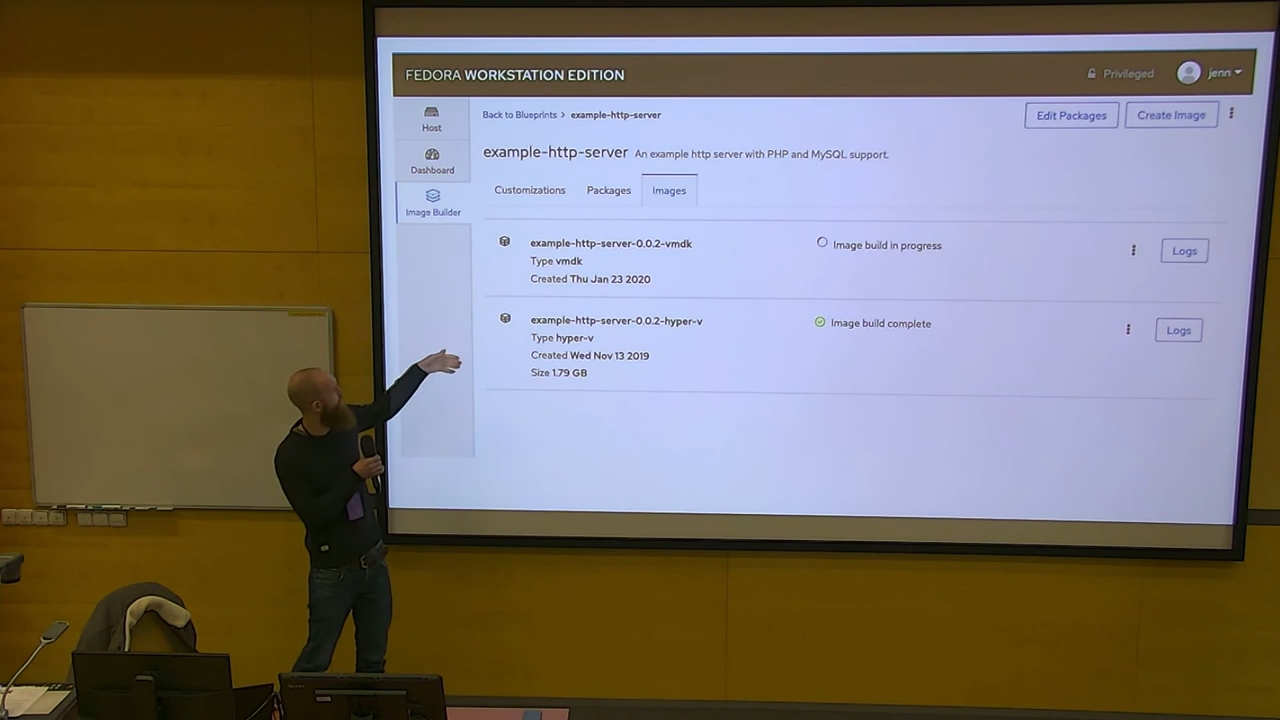 FEDORA WORKSTATION EDITION
Privileged
jenn
Host
Dashboard
Image Builder
Back to Blueprints > example-http-server
Edit Packages
Create Image
example-http-server An example http server with PHP and MySQL support.
Customizations
Packages
Images
example-http-server-0.0.2-vmdk
Type vmdk
Created Thu Jan 23 2020
Image build in progress
Logs
example-http-server-0.0.2-hyper-v
Type hyper-v
Created Wed Nov 13 2019
Size 1.79 GB
Image build complete
Logs